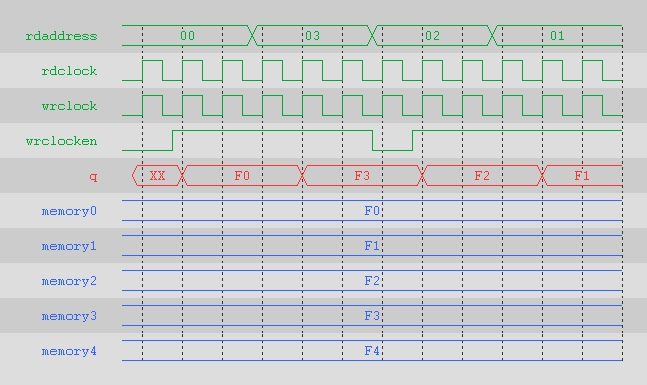 rdaddress 00 03 02 01
rdclock
wrclock
wrclocken
q XX F0 F3 F2 F1
memory0 F0
memory1 F1
memory2 F2
memory3 F3
memory4 F4